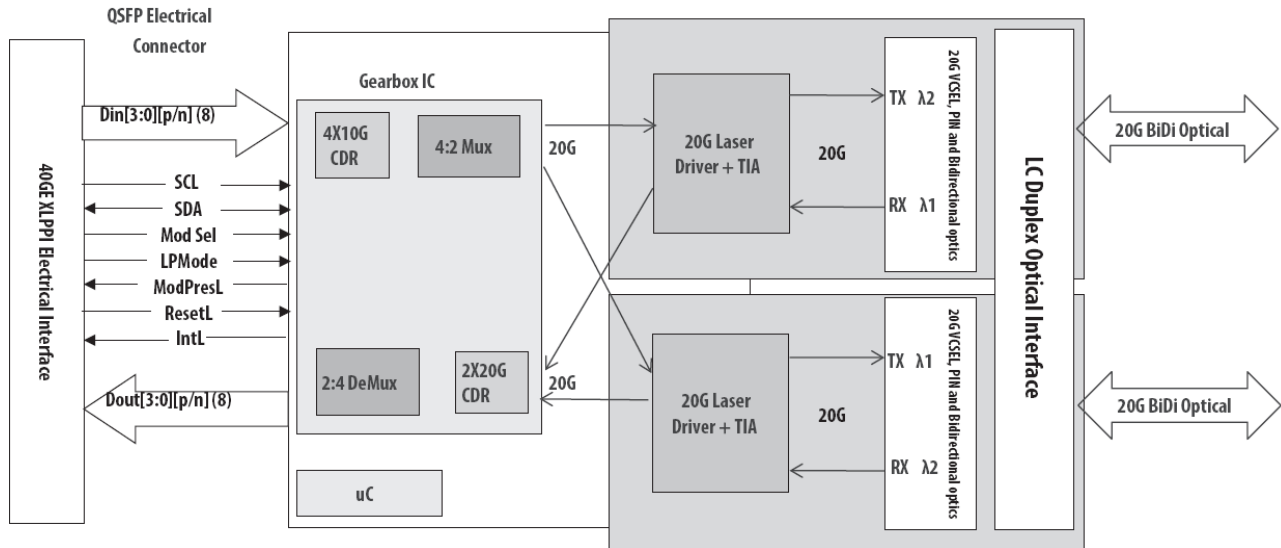 QSFP Electrical
Connector
40GE XLPPI Electrical Interface
Din[3:0][p/n] (8)
SCL
SDA
Mod Sel
LPMode
ModPresL
ResetL
IntL
Dout[3:0][p/n] (8)
Gearbox IC
4X10G
CDR
4:2 Mux
2:4 DeMux
2X20G
CDR
uC
20G
20G
20G Laser
Driver + TIA
20G
TX λ2
RX λ1
20G VCSEL, PIN and Bidirectional optics
20G Laser
Driver + TIA
20G
TX λ1
RX λ2
20G VCSEL, PIN and Bidirectional optics
LC Duplex Optical Interface
20G BiDi Optical
20G BiDi Optical